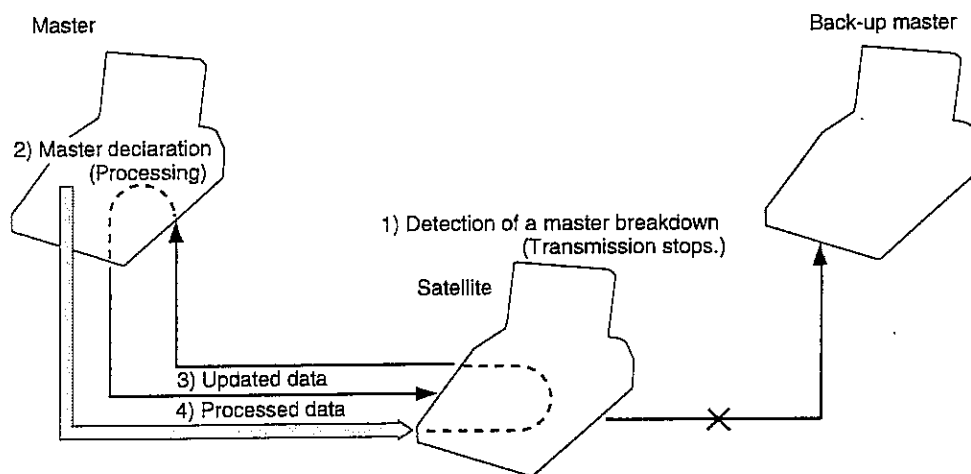 Master
Back-up master
2) Master declaration
(Processing)
1) Detection of a master breakdown
(Transmission stops.)
Satellite
3) Updated data
4) Processed data